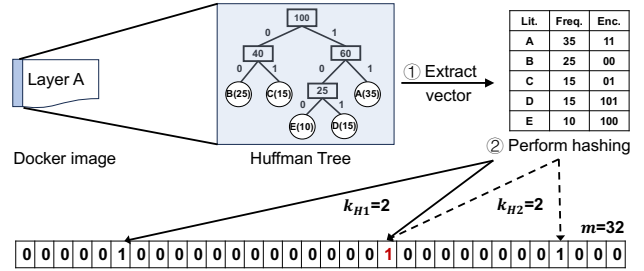 100
0 1
40 60
0 1 0 1
B(25) C(15) 25 A(35)
0 1
E(10) D(15)
Layer A
Docker image
Huffman Tree
① Extract
vector
Lit. Freq. Enc.
A 35 11
B 25 00
C 15 01
D 15 101
E 10 100
② Perform hashing
k_{H1}=2
k_{H2}=2
m=32
0 0 0 0 0 1 0 0 0 0 0 0 0 0 0 0 0 0 0 1 0 0 0 0 0 0 0 0 1 0 0 0